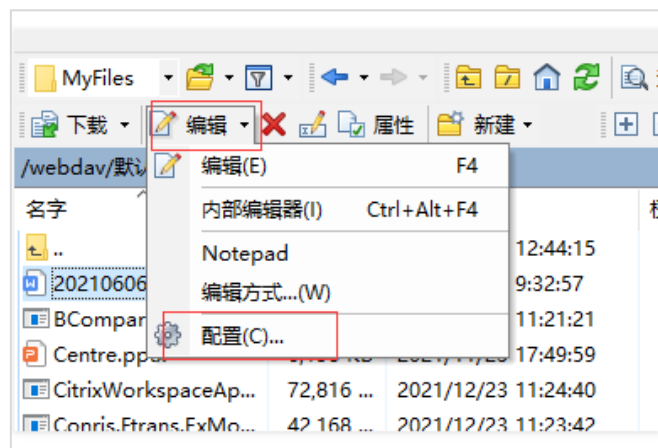 MyFiles
下载 编辑 属性 新建
/webdav/默认
编辑(E) F4
名字
内部编辑器(I) Ctrl+Alt+F4
..
Notepad 12:44:15
20210606 编辑方式...(W) 9:32:57
BCompar 11:21:21
配置(C)...
Centre.pp 17:49:59
CitrixWorkspaceAp... 72,816 ... 2021/12/23 11:24:40
Conris.Ftrans.ExMo... 42,168 ... 2021/12/23 11:23:42